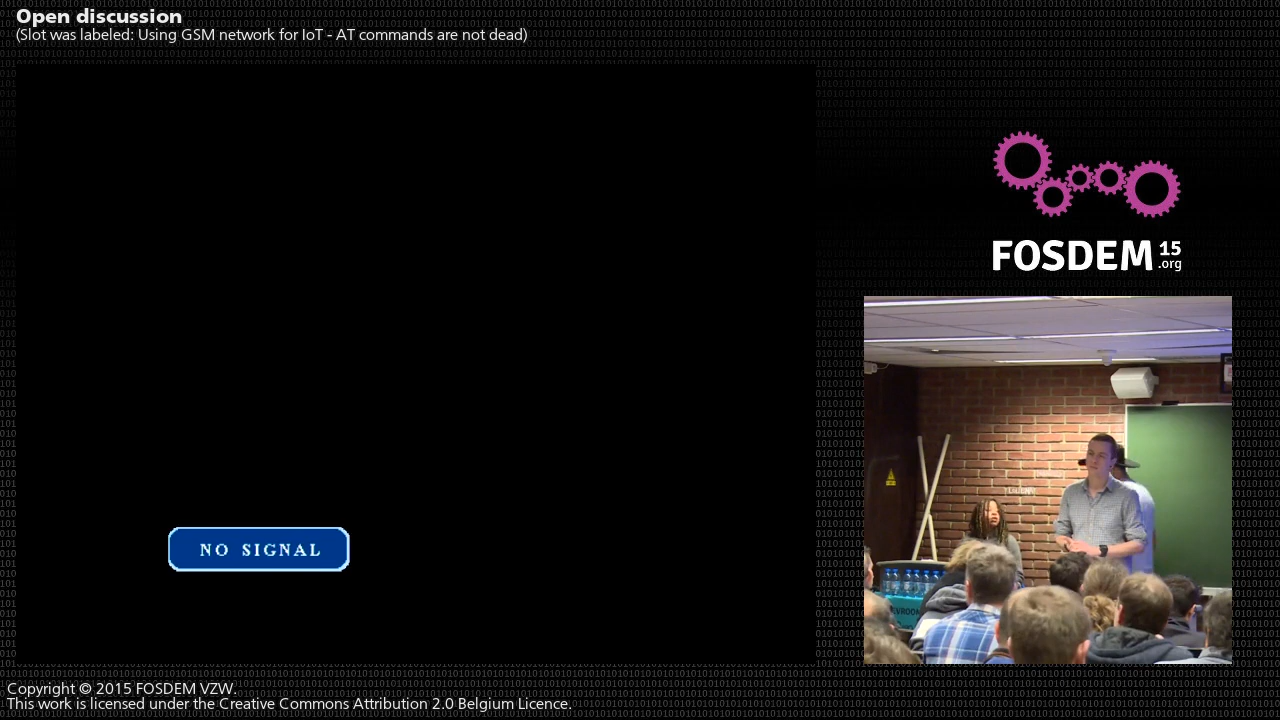 Open discussion
(Slot was labeled: Using GSM network for IoT - AT commands are not dead)
FOSDEM 15
.org
NO SIGNAL
Copyright © 2015 FOSDEM VZW.
This work is licensed under the Creative Commons Attribution 2.0 Belgium Licence.